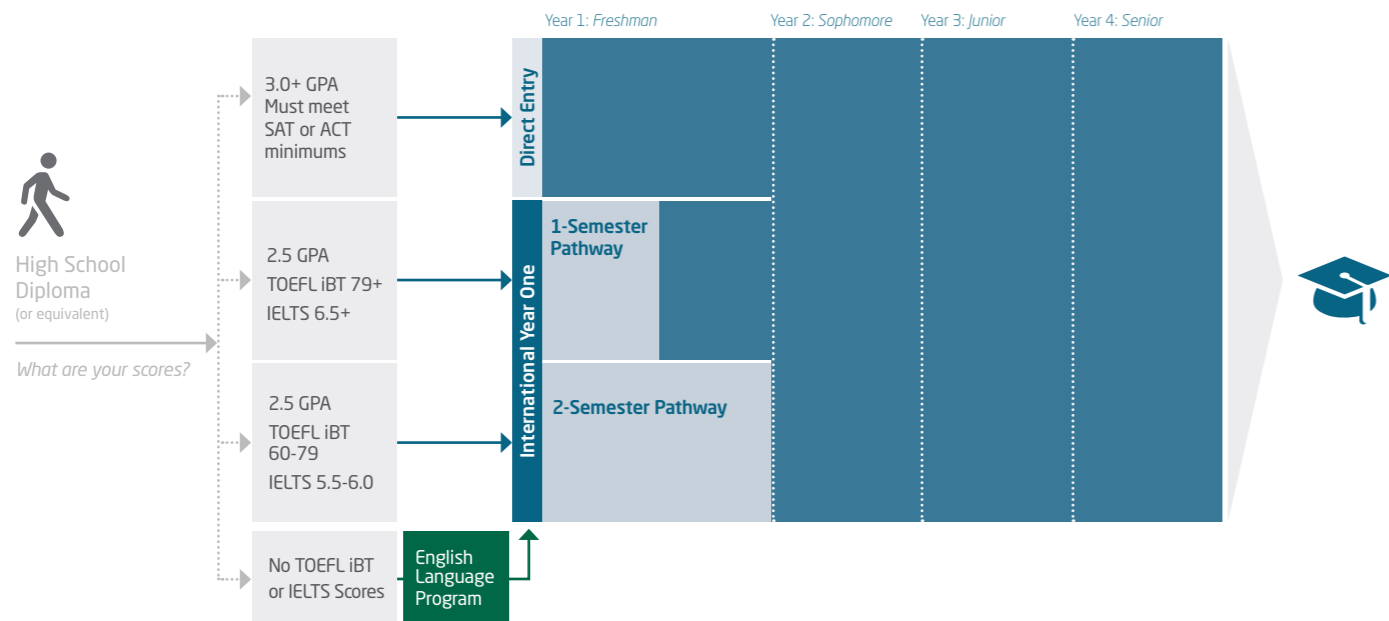 Year 1: Freshman
Year 2: Sophomore
Year 3: Junior
Year 4: Senior
High School
Diploma
(or equivalent)
What are your scores?
3.0+ GPA
Must meet
SAT or ACT
minimums
Direct Entry
2.5 GPA
TOEFL iBT 79+
IELTS 6.5+
International Year One
1-Semester
Pathway
2.5 GPA
TOEFL iBT
60-79
IELTS 5.5-6.0
2-Semester Pathway
No TOEFL iBT
or IELTS Scores
English
Language
Program